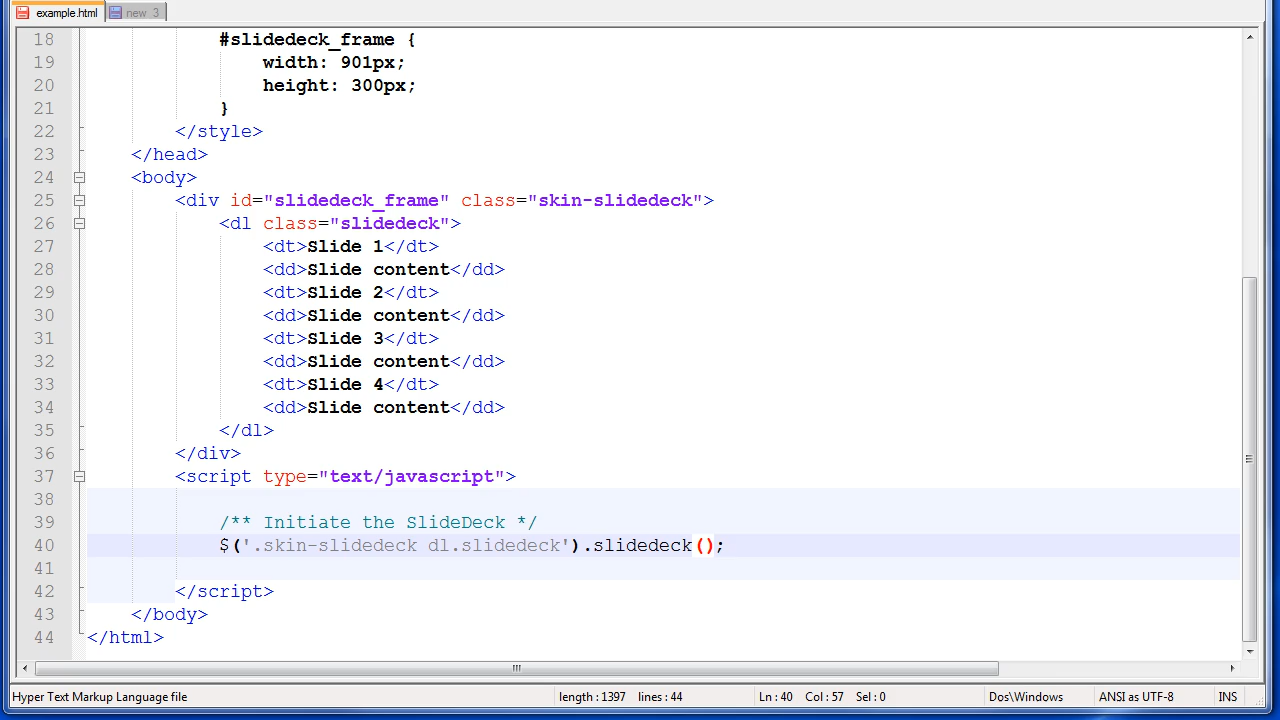 example.html new 3
18 #slidedeck_frame {
19 width: 901px;
20 height: 300px;
21 }
22 </style>
23 </head>
24 <body>
25 <div id="slidedeck_frame" class="skin-slidedeck">
26 <dl class="slidedeck">
27 <dt>Slide 1</dt>
28 <dd>Slide content</dd>
29 <dt>Slide 2</dt>
30 <dd>Slide content</dd>
31 <dt>Slide 3</dt>
32 <dd>Slide content</dd>
33 <dt>Slide 4</dt>
34 <dd>Slide content</dd>
35 </dl>
36 </div>
37 <script type="text/javascript">
38
39 /** Initiate the SlideDeck */
40 $('.skin-slidedeck dl.slidedeck').slidedeck();
41
42 </script>
43 </body>
44 </html>
Hyper Text Markup Language file length : 1397 lines : 44 Ln : 40 Col : 57 Sel : 0 Dos\Windows ANSI as UTF-8 INS